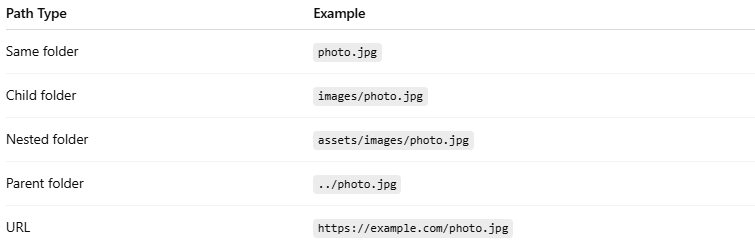 Path Type Example
Same folder photo.jpg
Child folder images/photo.jpg
Nested folder assets/images/photo.jpg
Parent folder ../photo.jpg
URL https://example.com/photo.jpg